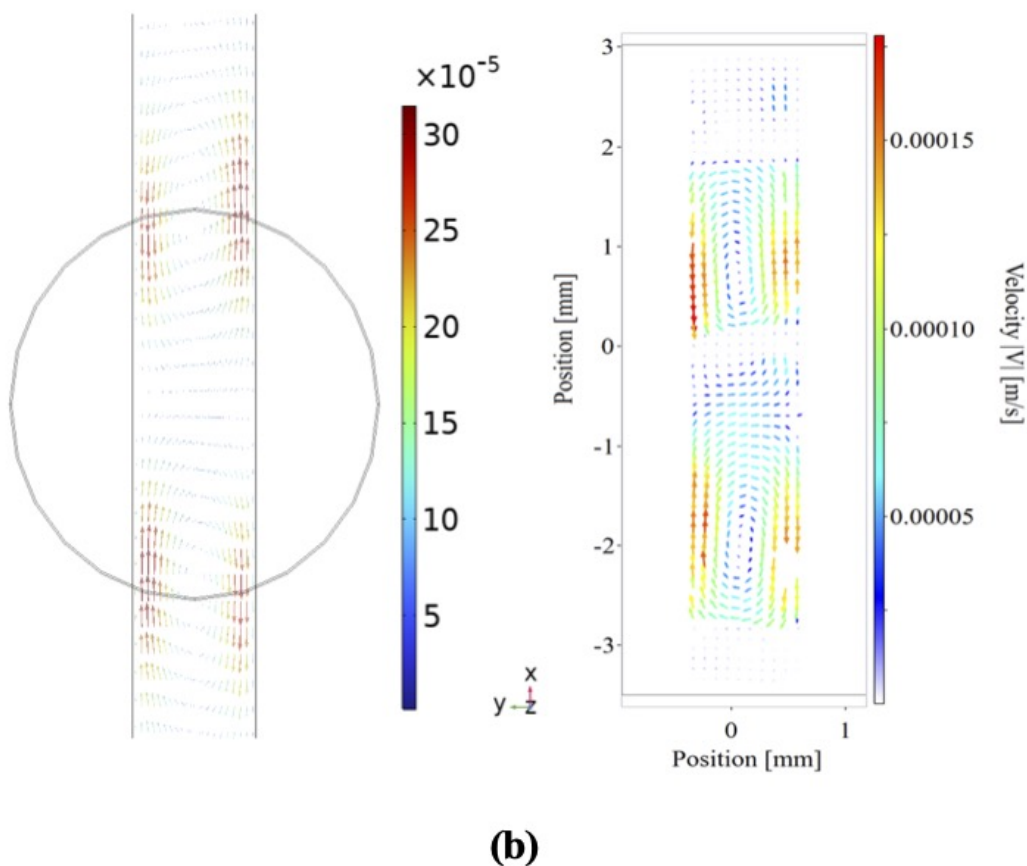 ×10⁻⁵
30
25
20
15
10
5
x
y
z
3
2
1
0
-1
-2
-3
Position [mm]
0
1
Position [mm]
0.00015
0.00010
0.00005
Velocity |V| [m/s]
(b)